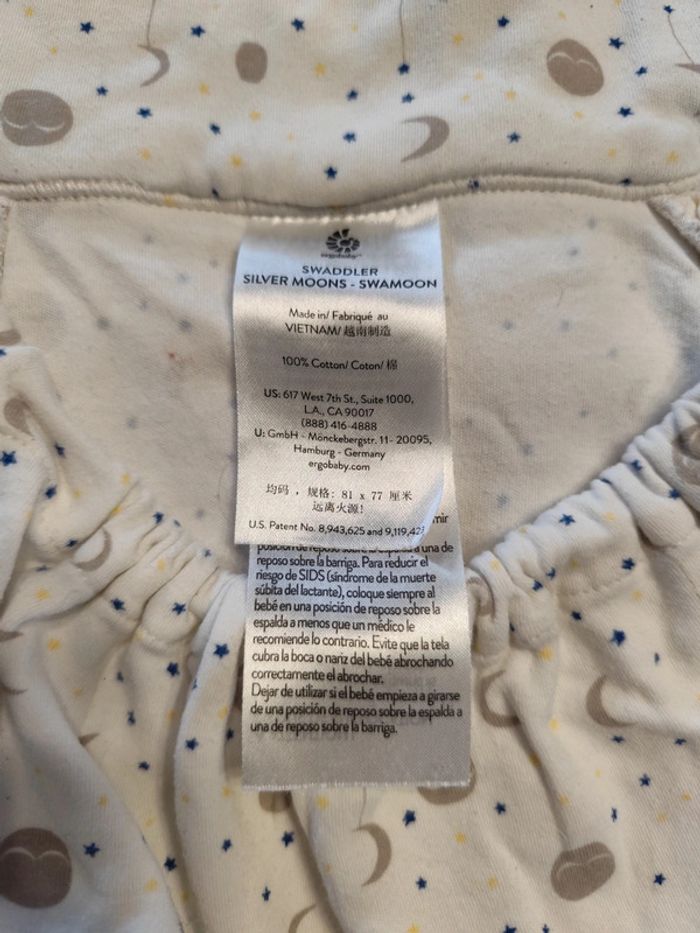 ergobaby
SWADDLER
SILVER MOONS - SWAMOON
Made in/ Fabriqué au
VIETNAM/ 越南制造
100% Cotton/ Coton/ 棉
US: 617 West 7th St., Suite 1000,
L.A., CA 90017
(888) 416-4888
U: GmbH - Mönckebergstr. 11- 20095,
Hamburg - Germany
ergobaby.com
均码 , 规格: 81 x 77 厘米
远离火源!
U.S. Patent No. 8,943,625 and 9,119,423
mir
a una de
reposo sobre la barriga. Para reducir el
riesgo de SIDS (síndrome de la muerte
súbita del lactante), coloque siempre al
bebé en una posición de reposo sobre la
espalda a menos que un médico le
recomiende lo contrario. Evite que la tela
cubra la boca o nariz del bebé abrochando
correctamente el abrochar.
Dejar de utilizar si el bebé empieza a girarse
de una posición de reposo sobre la espalda a
una de reposo sobre la barriga.